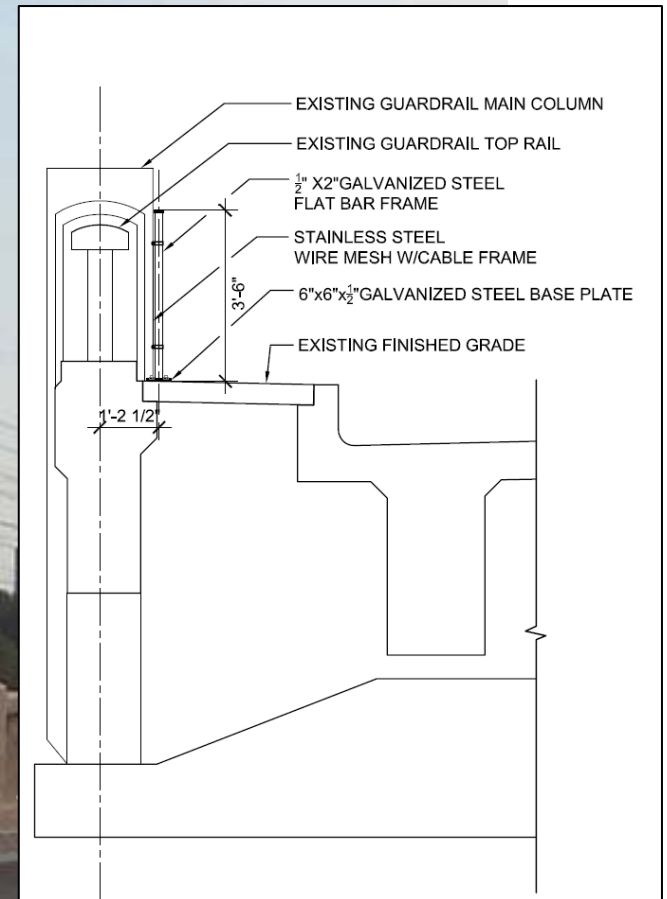 EXISTING GUARDRAIL MAIN COLUMN
EXISTING GUARDRAIL TOP RAIL
½" X2"GALVANIZED STEEL
FLAT BAR FRAME
STAINLESS STEEL
WIRE MESH W/CABLE FRAME
6"x6"x½"GALVANIZED STEEL BASE PLATE
EXISTING FINISHED GRADE
3'-6"
1'-2 1/2"